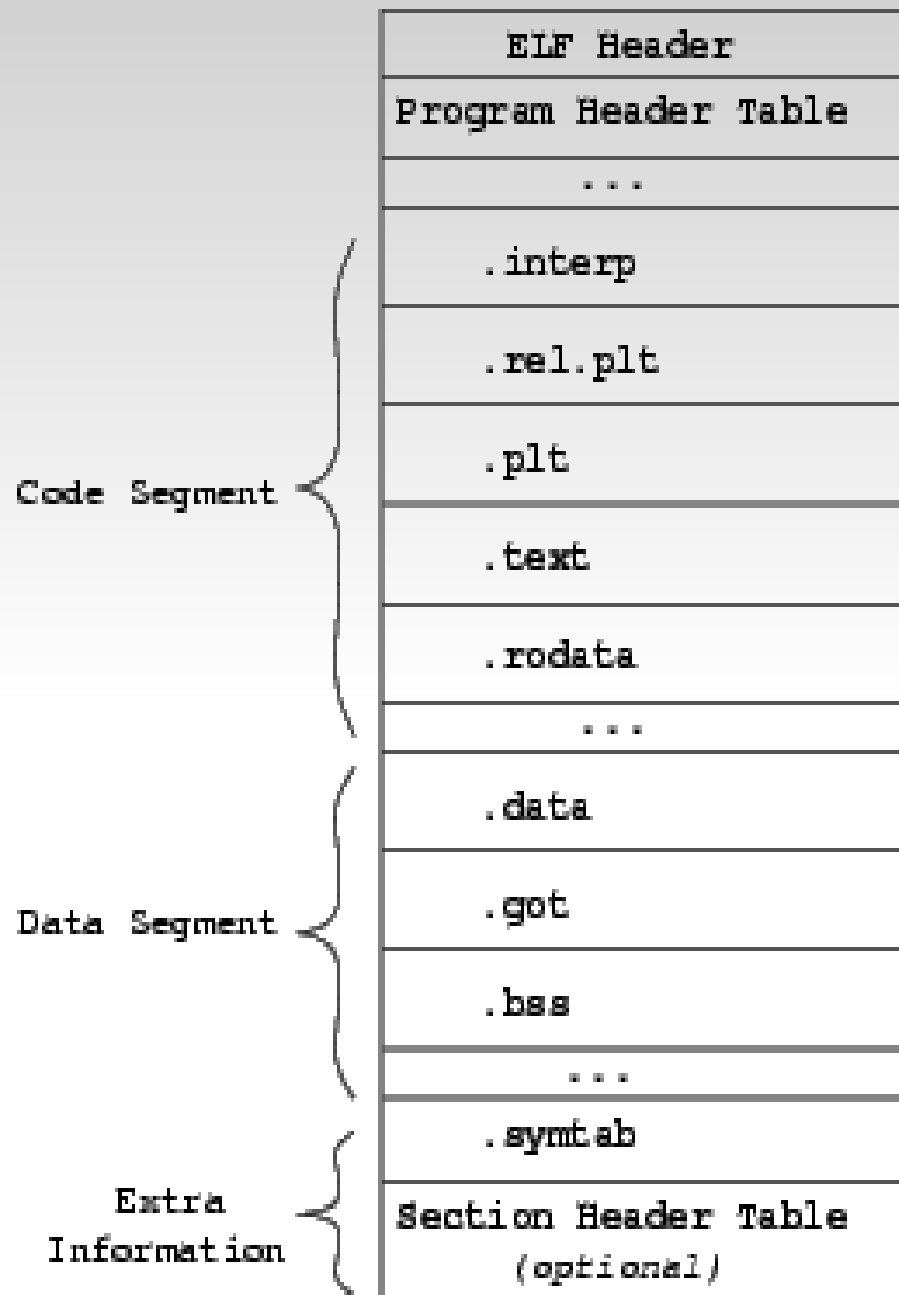 ELF Header
Program Header Table
...
.interp
.rel.plt
.plt
Code Segment
.text
.rodata
...
.data
.got
Data Segment
.bss
...
.symtab
Extra
Information
Section Header Table
(optional)